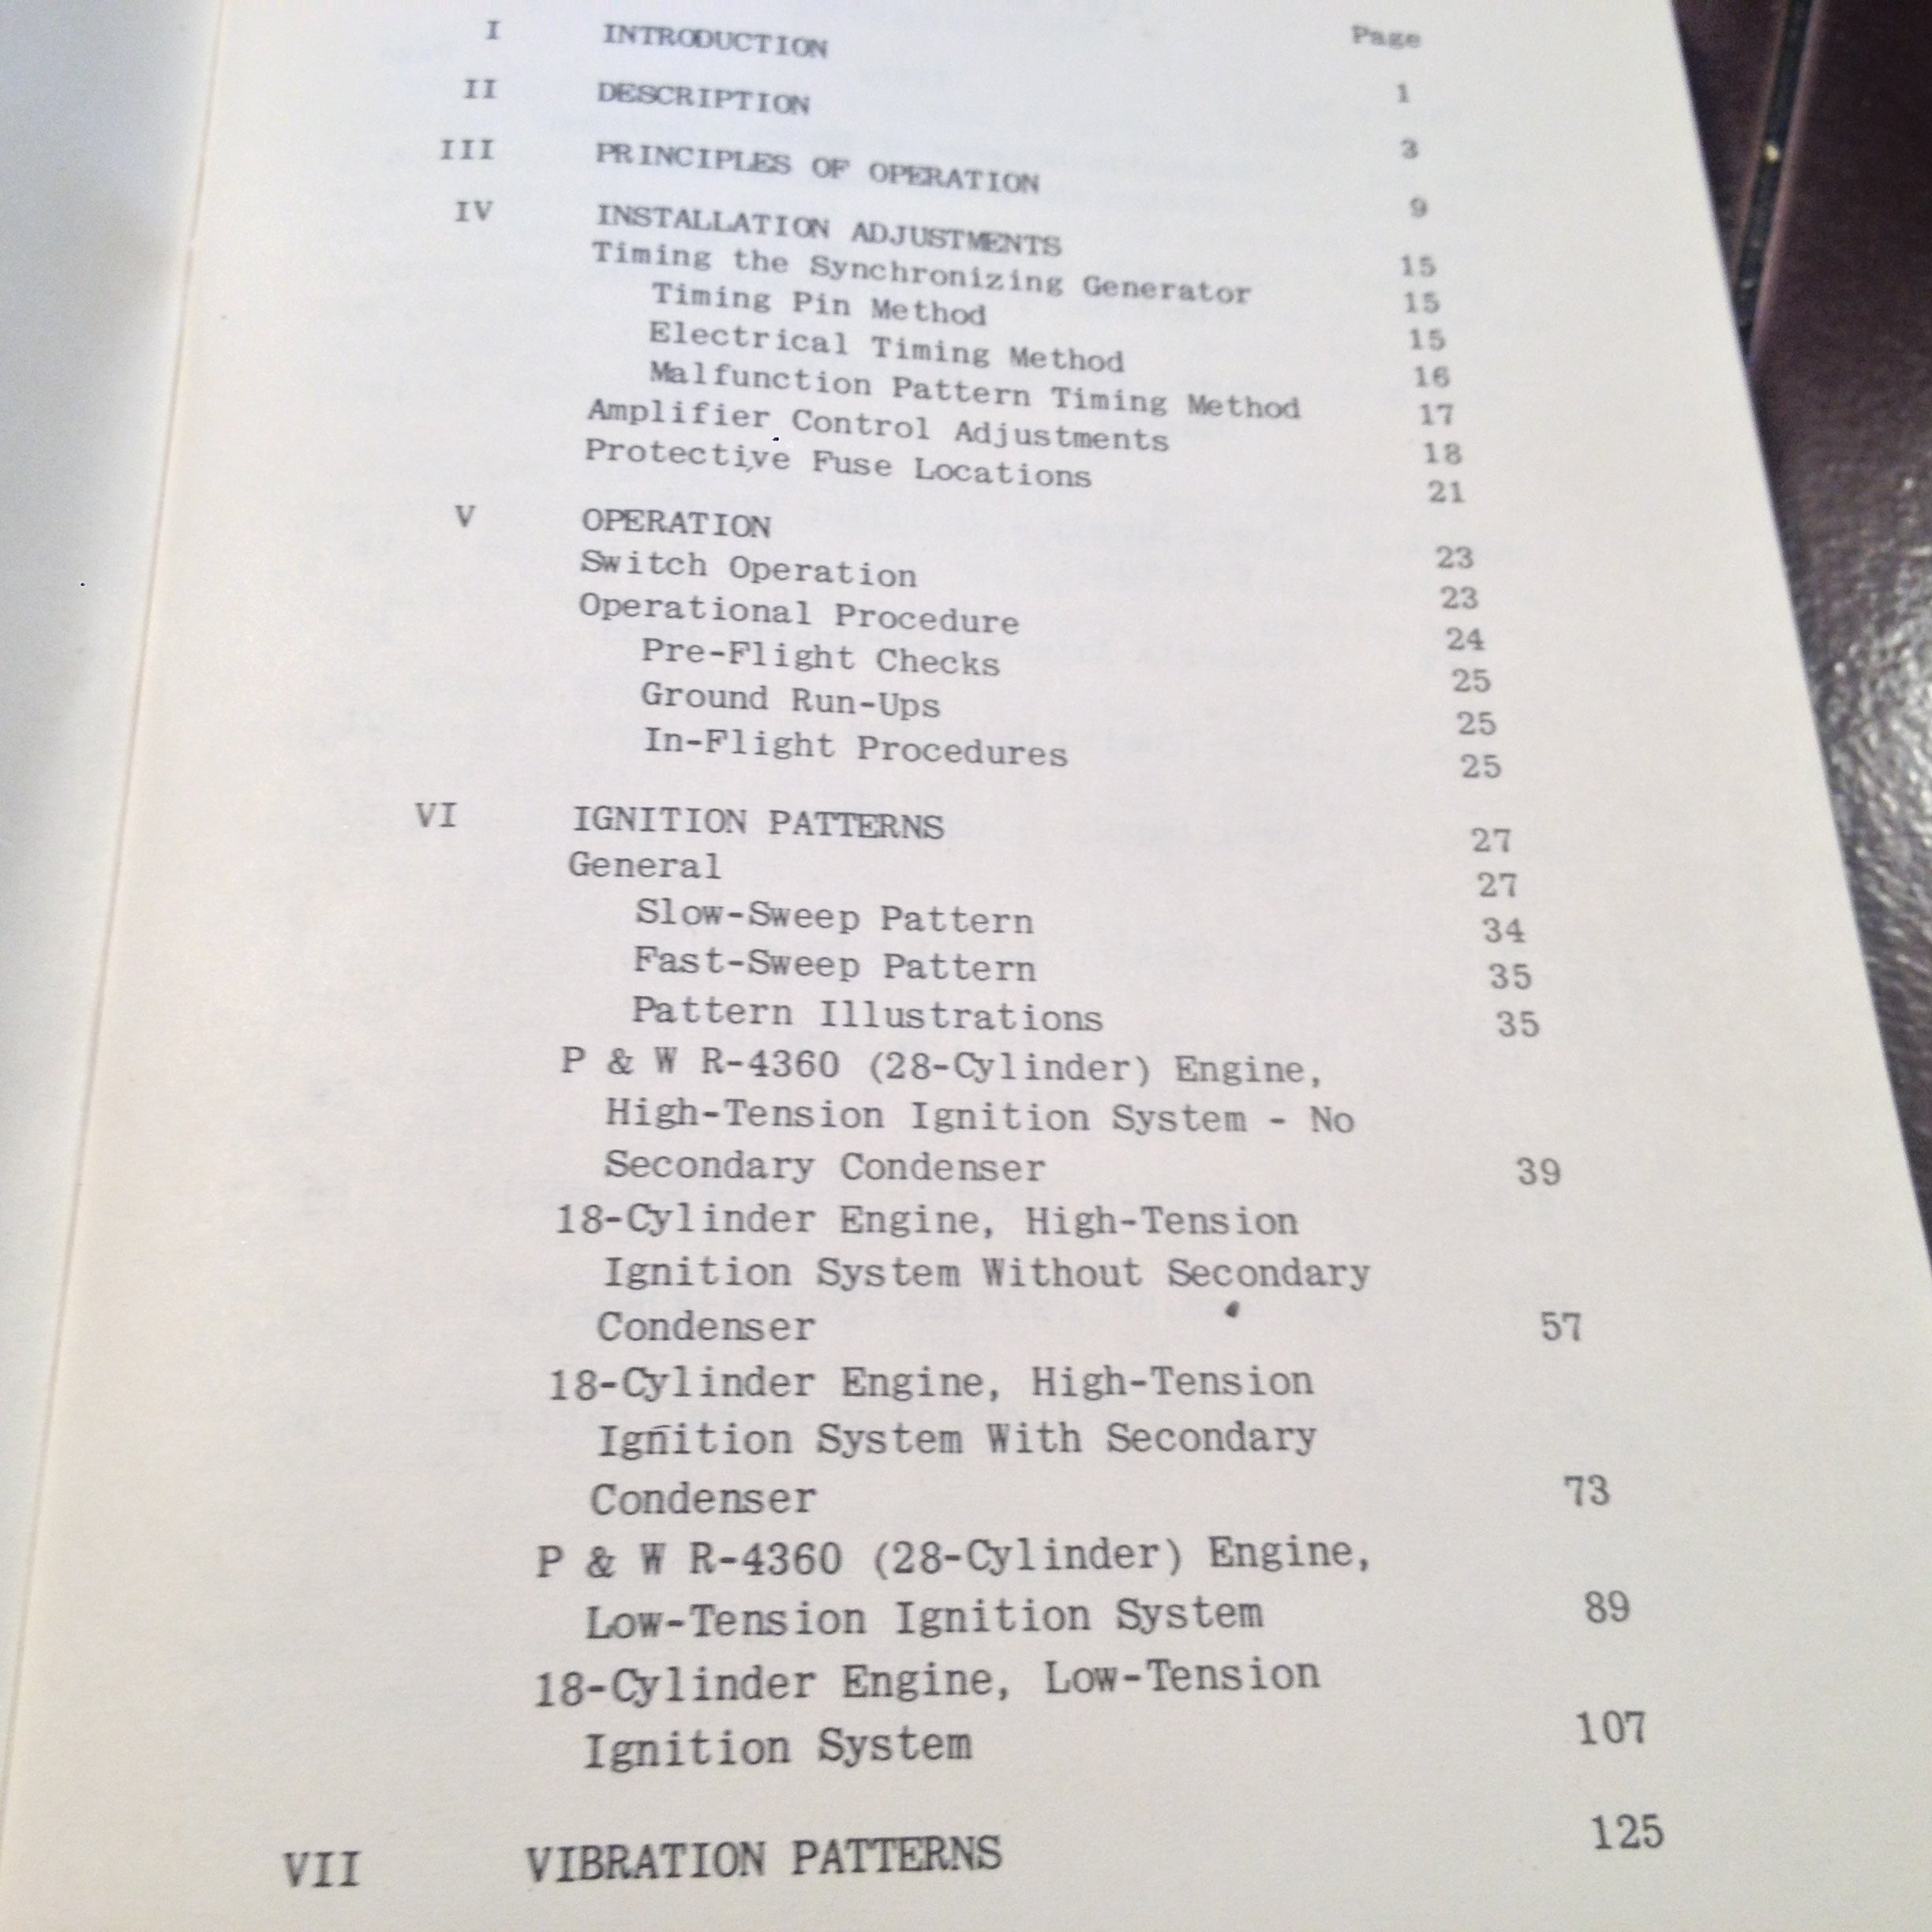 Page
I INTRODUCTION 1
II DESCRIPTION 3
III PRINCIPLES OF OPERATION 9
IV INSTALLATION ADJUSTMENTS 15
Timing the Synchronizing Generator 15
Timing Pin Method 15
Electrical Timing Method 16
Malfunction Pattern Timing Method 17
Amplifier Control Adjustments 18
Protective Fuse Locations 21
V OPERATION 23
Switch Operation 23
Operational Procedure 24
Pre-Flight Checks 25
Ground Run-Ups 25
In-Flight Procedures 25
VI IGNITION PATTERNS 27
General 27
Slow-Sweep Pattern 34
Fast-Sweep Pattern 35
Pattern Illustrations 35
P & W R-4360 (28-Cylinder) Engine,
High-Tension Ignition System - No
Secondary Condenser 39
18-Cylinder Engine, High-Tension
Ignition System Without Secondary
Condenser 57
18-Cylinder Engine, High-Tension
Ignition System With Secondary
Condenser 73
P & W R-4360 (28-Cylinder) Engine,
Low-Tension Ignition System 89
18-Cylinder Engine, Low-Tension
Ignition System 107
VII VIBRATION PATTERNS 125